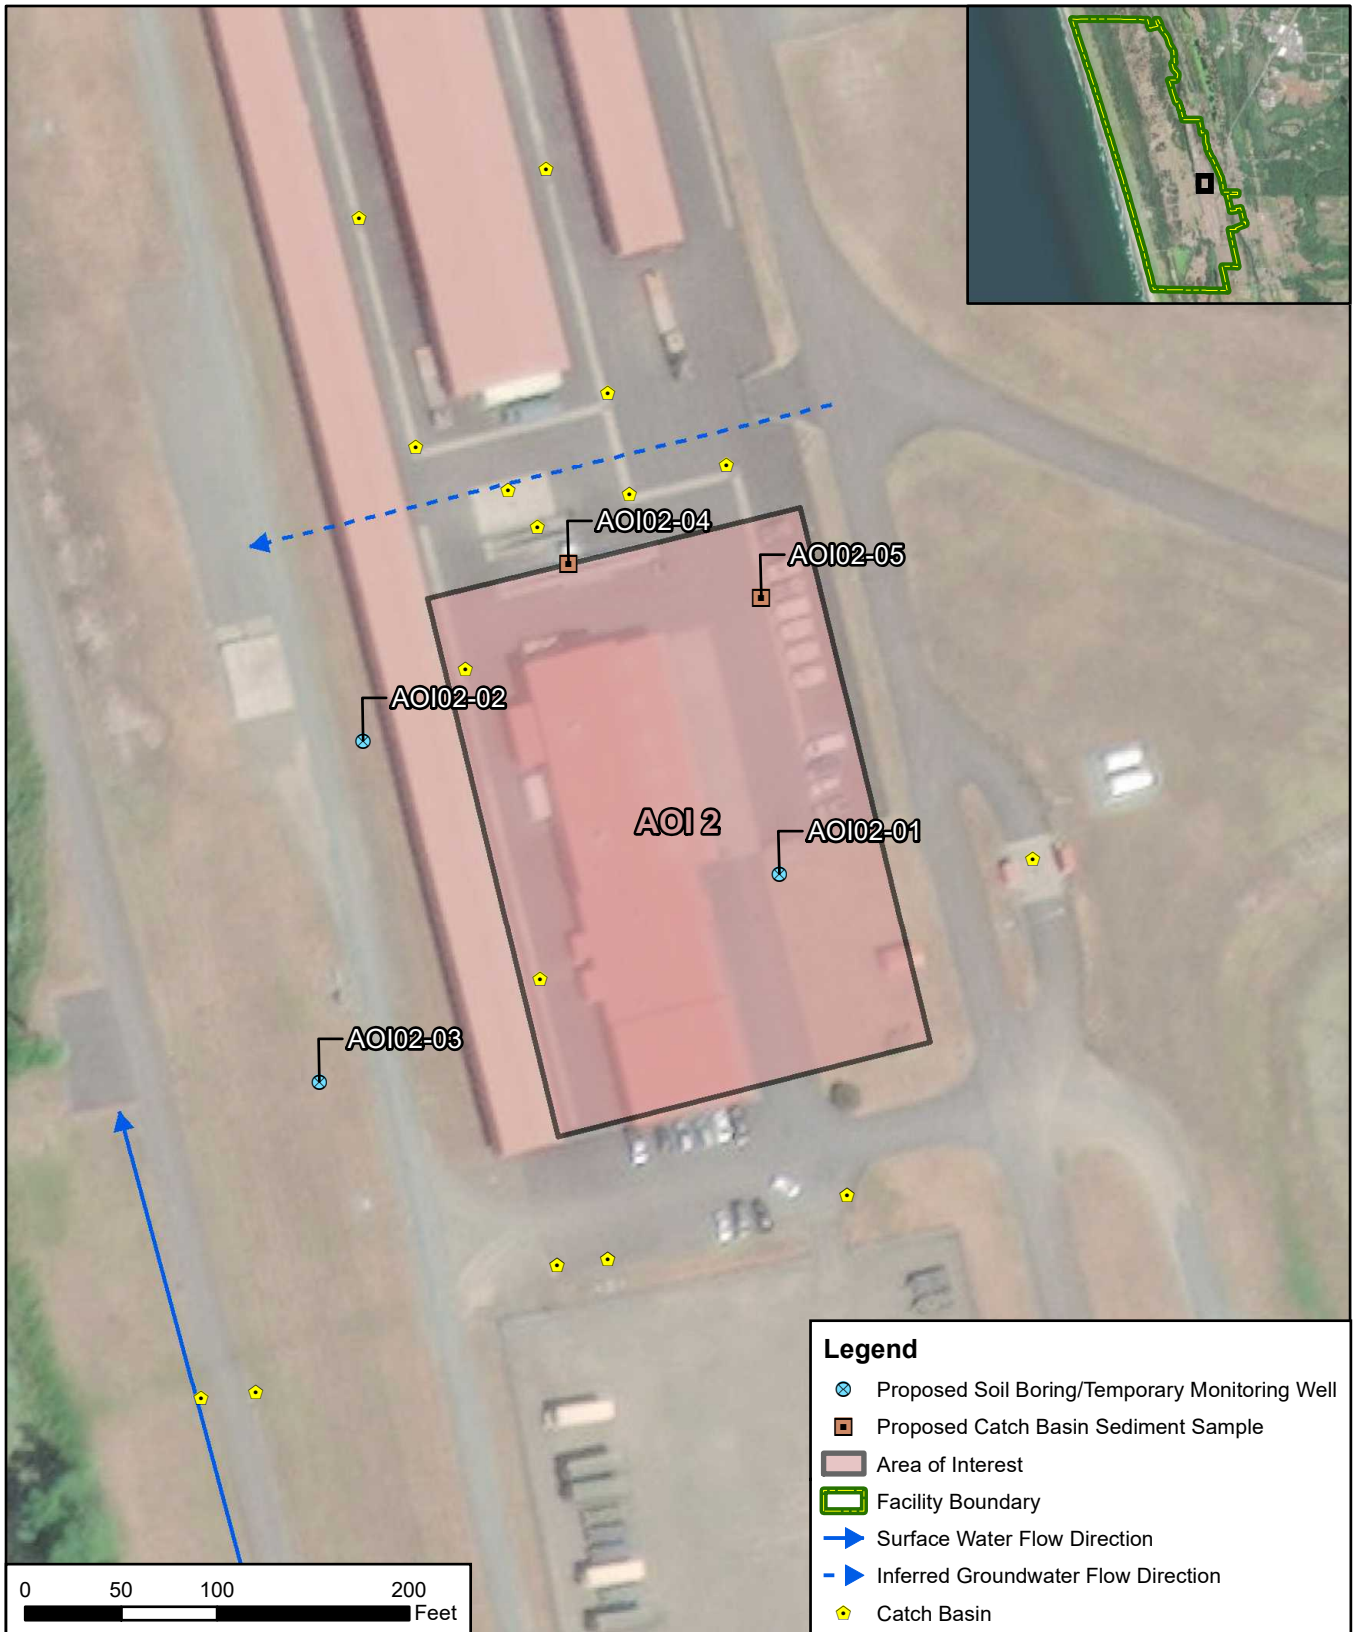 AOI02-04
AOI02-05
AOI02-02
AOI 2
AOI02-01
AOI02-03
Legend
Proposed Soil Boring/Temporary Monitoring Well
Proposed Catch Basin Sediment Sample
Area of Interest
Facility Boundary
Surface Water Flow Direction
Inferred Groundwater Flow Direction
Catch Basin
0 50 100 200
Feet